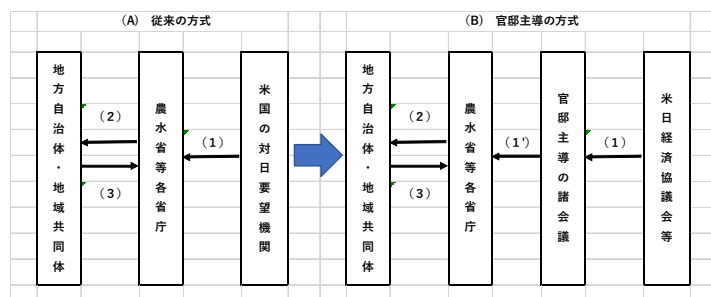 （A） 従来の方式
地方自治体・地域共同体
（2）
（3）
農水省等各省庁
（1）
米国の対日要望機関
（B） 官邸主導の方式
地方自治体・地域共同体
（2）
（3）
農水省等各省庁
（1'）
官邸主導の諸会議
（1）
米日経済協議会等